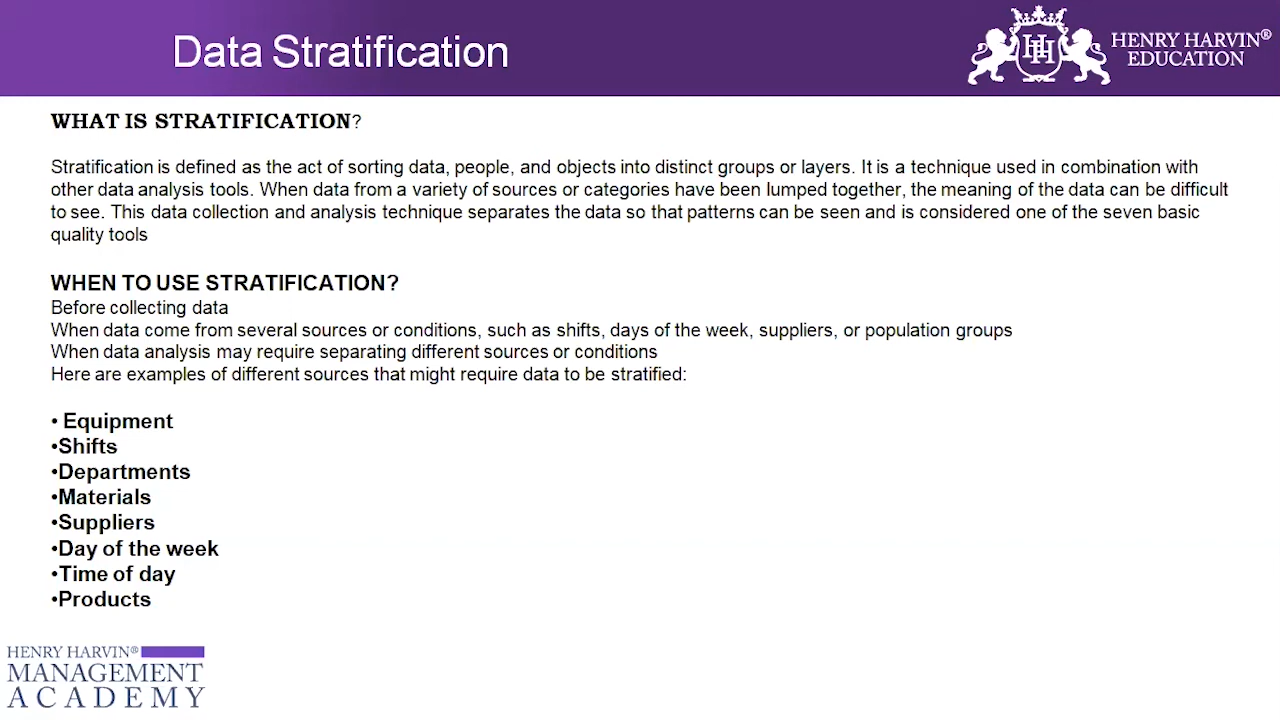 Data Stratification
HENRY HARVIN®
EDUCATION
WHAT IS STRATIFICATION?
Stratification is defined as the act of sorting data, people, and objects into distinct groups or layers. It is a technique used in combination with
other data analysis tools. When data from a variety of sources or categories have been lumped together, the meaning of the data can be difficult
to see. This data collection and analysis technique separates the data so that patterns can be seen and is considered one of the seven basic
quality tools
WHEN TO USE STRATIFICATION?
Before collecting data
When data come from several sources or conditions, such as shifts, days of the week, suppliers, or population groups
When data analysis may require separating different sources or conditions
Here are examples of different sources that might require data to be stratified:
• Equipment
•Shifts
•Departments
•Materials
•Suppliers
•Day of the week
•Time of day
•Products
HENRY HARVIN®
MANAGEMENT
ACADEMY